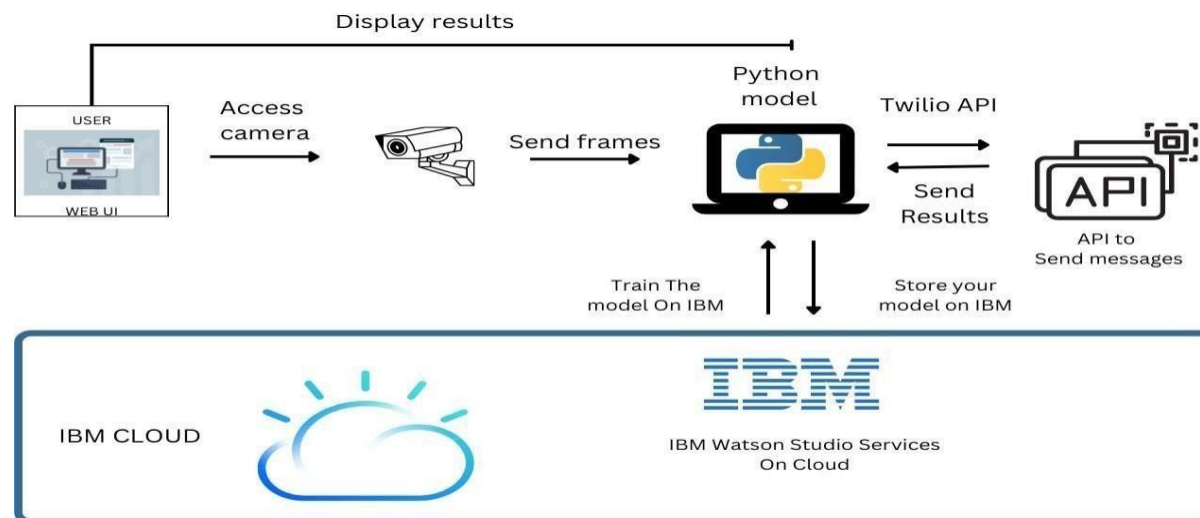 Display results
USER
WEB UI
Access
camera
Send frames
Python
model
Twilio API
Send
Results
API
API to
Send messages
Train The
model On IBM
Store your
model on IBM
IBM CLOUD
IBM
IBM Watson Studio Services
On Cloud